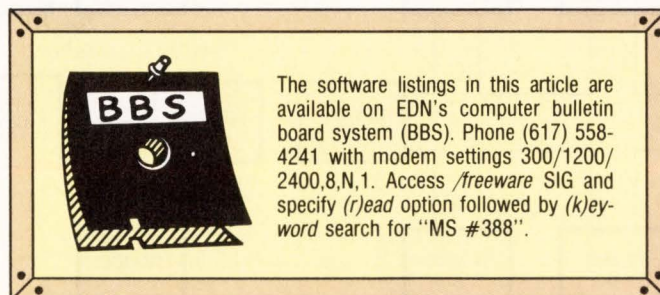 BBS
The software listings in this article are
available on EDN's computer bulletin
board system (BBS). Phone (617) 558-
4241 with modem settings 300/1200/
2400,8,N,1. Access /freeware SIG and
specify (r)ead option followed by (k)ey-
word search for "MS #388".